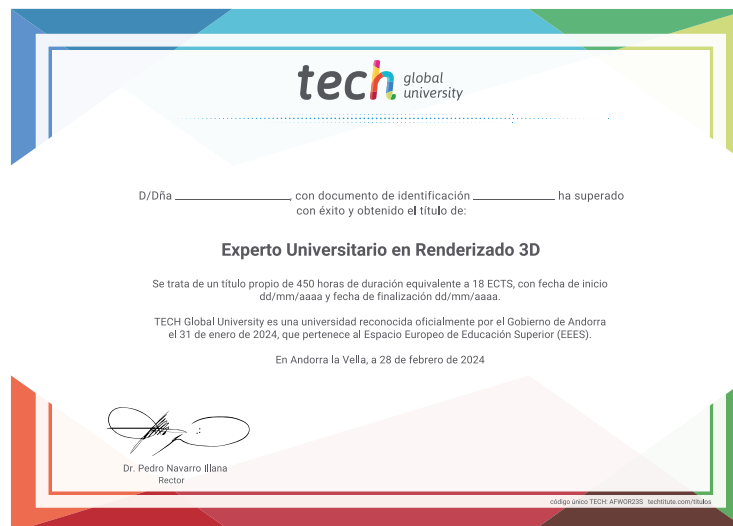 tech global university
D/Dña ____________________, con documento de identificación ______________ ha superado
con éxito y obtenido el título de:
Experto Universitario en Renderizado 3D
Se trata de un título propio de 450 horas de duración equivalente a 18 ECTS, con fecha de inicio
dd/mm/aaaa y fecha de finalización dd/mm/aaaa.
TECH Global University es una universidad reconocida oficialmente por el Gobierno de Andorra
el 31 de enero de 2024, que pertenece al Espacio Europeo de Educación Superior (EEES).
En Andorra la Vella, a 28 de febrero de 2024
Dr. Pedro Navarro Illana
Rector
código único TECH: AFWOR23S techtitute.com/titulos